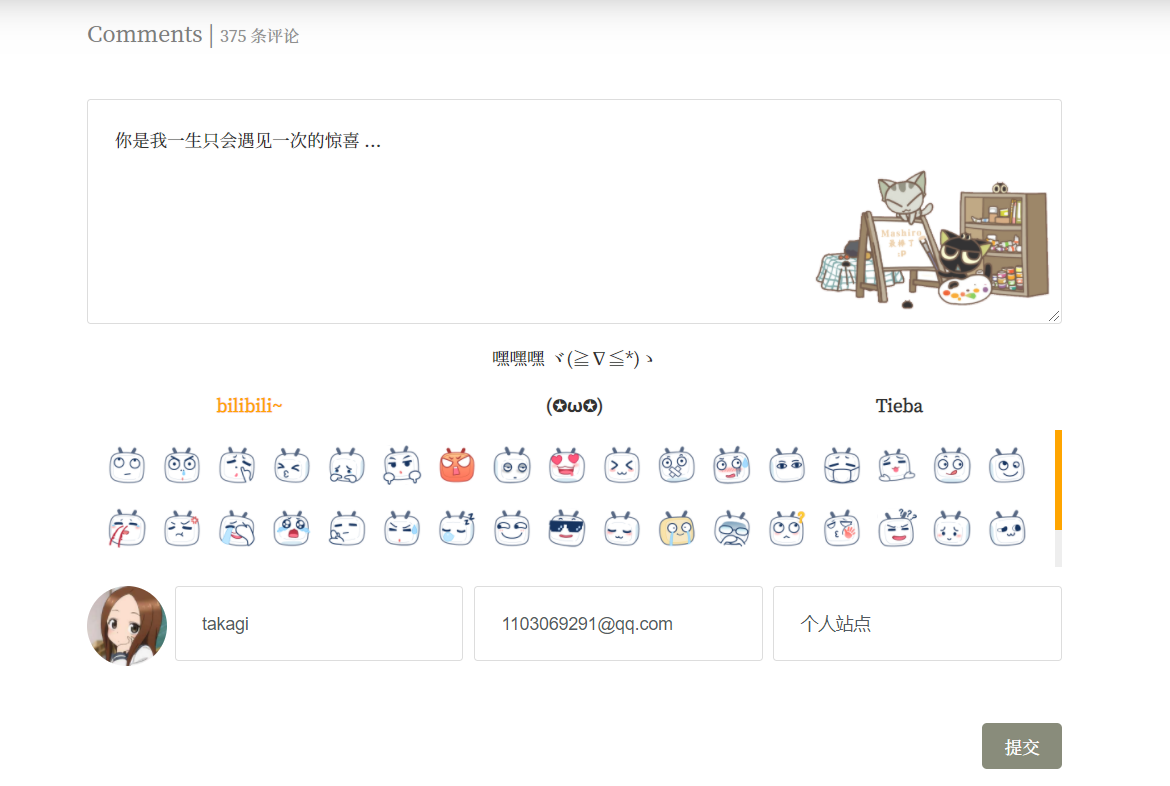 Comments | 375 条评论
你是我一生只会遇见一次的惊喜 ...
Mashiro
最棒了
:P
嘿嘿嘿 ヾ(≧∇≦*)ゝ
bilibili~ (✪ω✪) Tieba
takagi 1103069291@qq.com 个人站点
提交